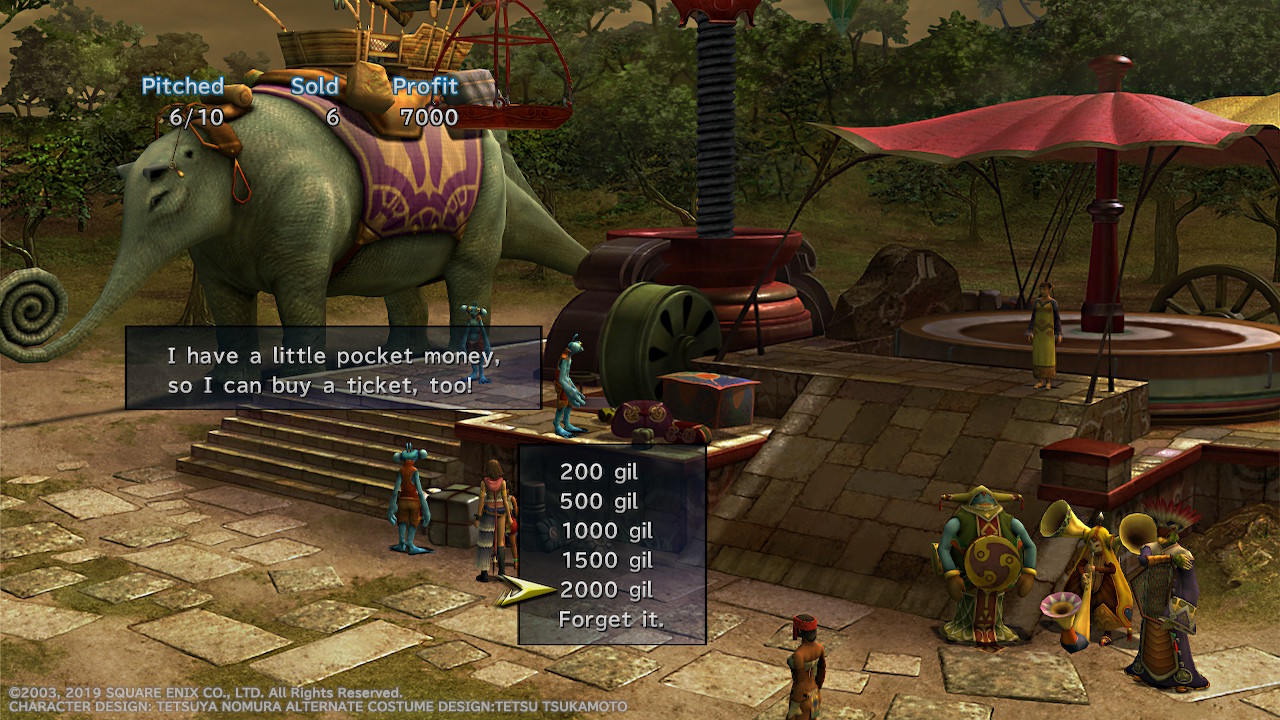 Pitched Sold Profit
6/10 6 7000
I have a little pocket money,
so I can buy a ticket, too!
200 gil
500 gil
1000 gil
1500 gil
2000 gil
Forget it.
©2003, 2019 SQUARE ENIX CO., LTD. All Rights Reserved.
CHARACTER DESIGN: TETSUYA NOMURA ALTERNATE COSTUME DESIGN:TETSU TSUKAMOTO